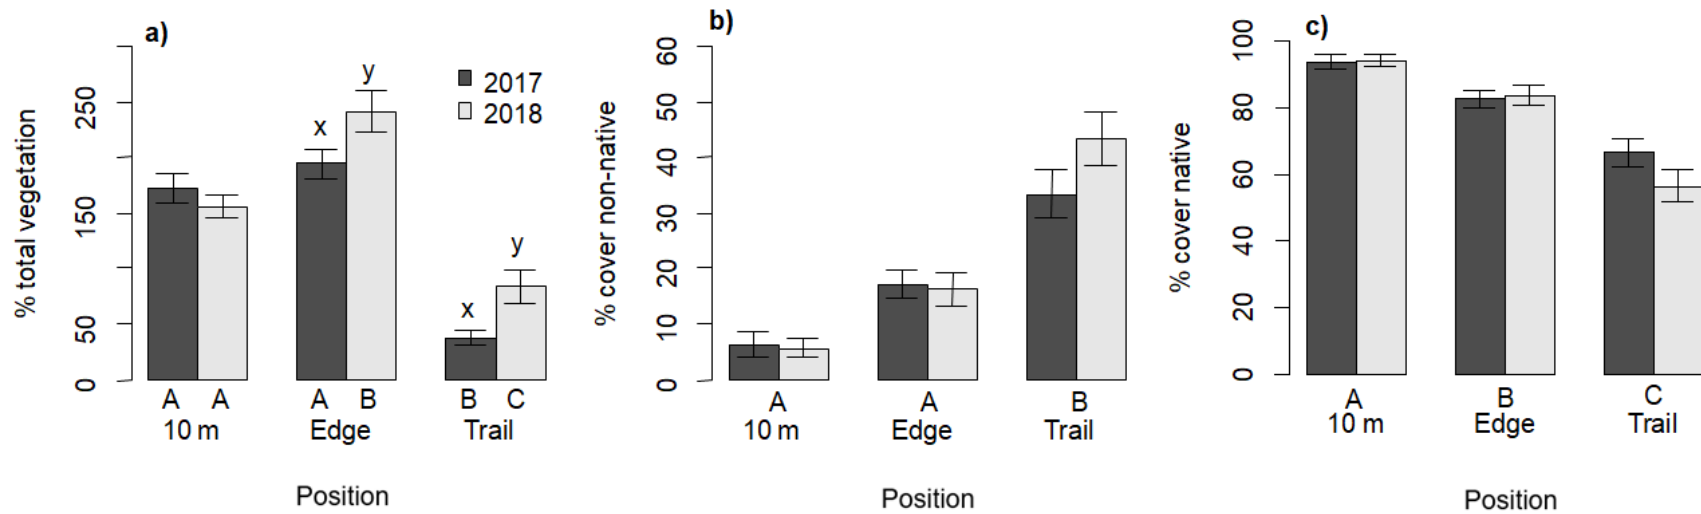 a)
% total vegetation
250
150
50
0
2017
2018
x
y
x
y
A A
A B
B C
10 m
Edge
Trail
Position
b)
% cover non-native
60
50
40
30
20
10
0
A
A
B
10 m
Edge
Trail
Position
c)
% cover native
100
80
60
40
20
0
A
B
C
10 m
Edge
Trail
Position